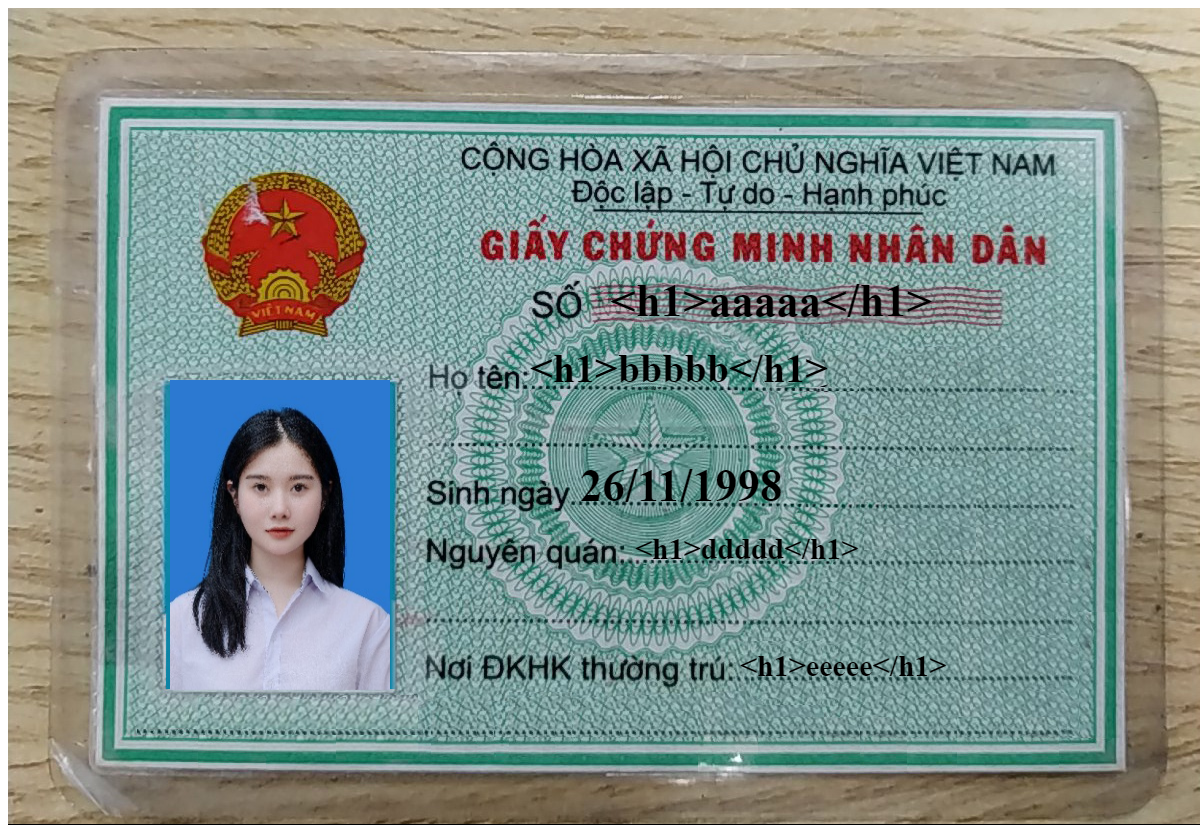 CỘNG HÒA XÃ HỘI CHỦ NGHĨA VIỆT NAM
Độc lập - Tự do - Hạnh phúc
GIẤY CHỨNG MINH NHÂN DÂN
SỐ <h1>aaaaa</h1>
VIỆT NAM
Họ tên: <h1>bbbbb</h1>
Sinh ngày 26/11/1998
Nguyên quán: <h1>ddddd</h1>
Nơi ĐKHK thường trú: <h1>eeeee</h1>